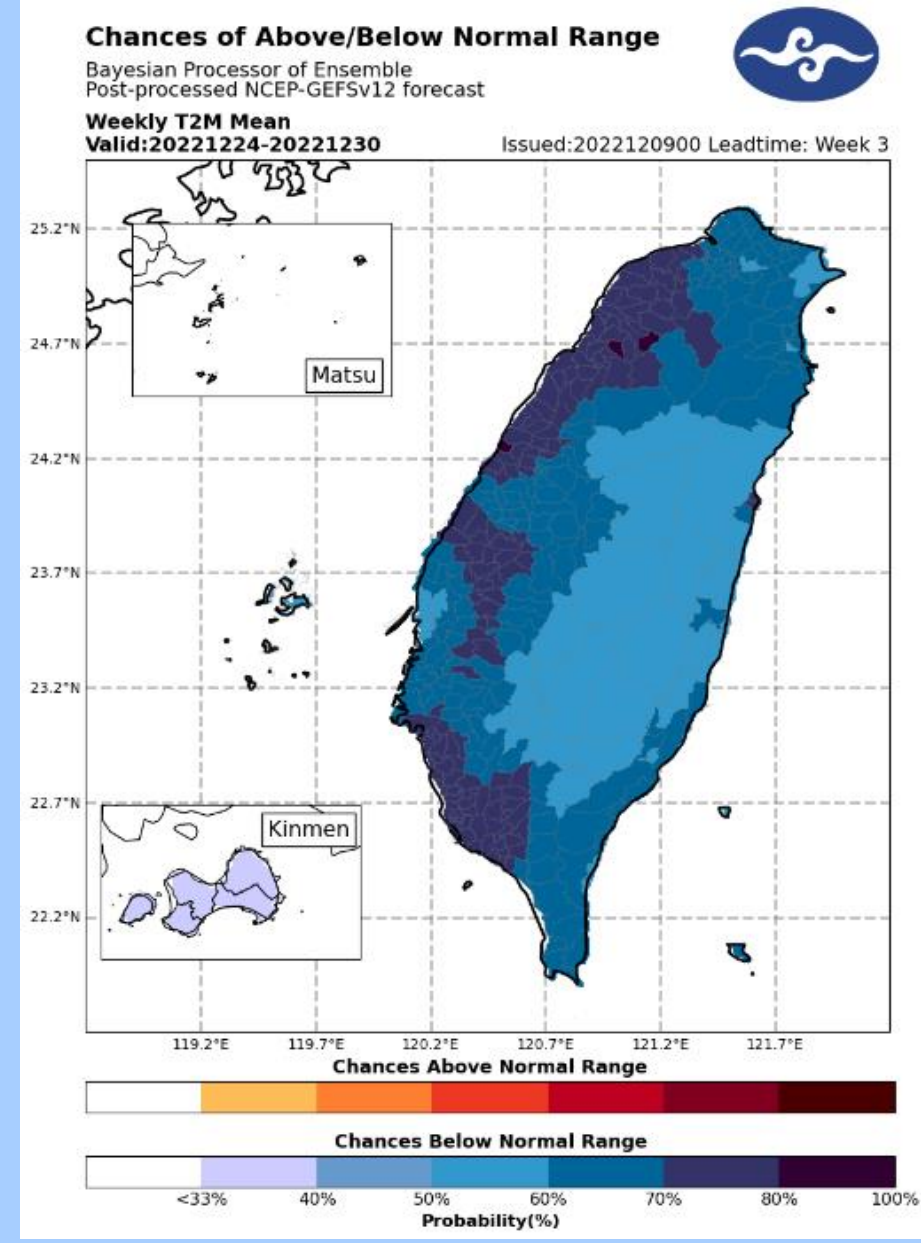 Chances of Above/Below Normal Range
Bayesian Processor of Ensemble
Post-processed NCEP-GEFSv12 forecast
Weekly T2M Mean
Valid:20221224-20221230 Issued:2022120900 Leadtime: Week 3
25.2°N
Matsu
24.7°N
24.2°N
23.7°N
23.2°N
22.7°N
Kinmen
22.2°N
119.2°E 119.7°E 120.2°E 120.7°E 121.2°E 121.7°E
Chances Above Normal Range
Chances Below Normal Range
<33% 40% 50% 60% 70% 80% 100%
Probability(%)